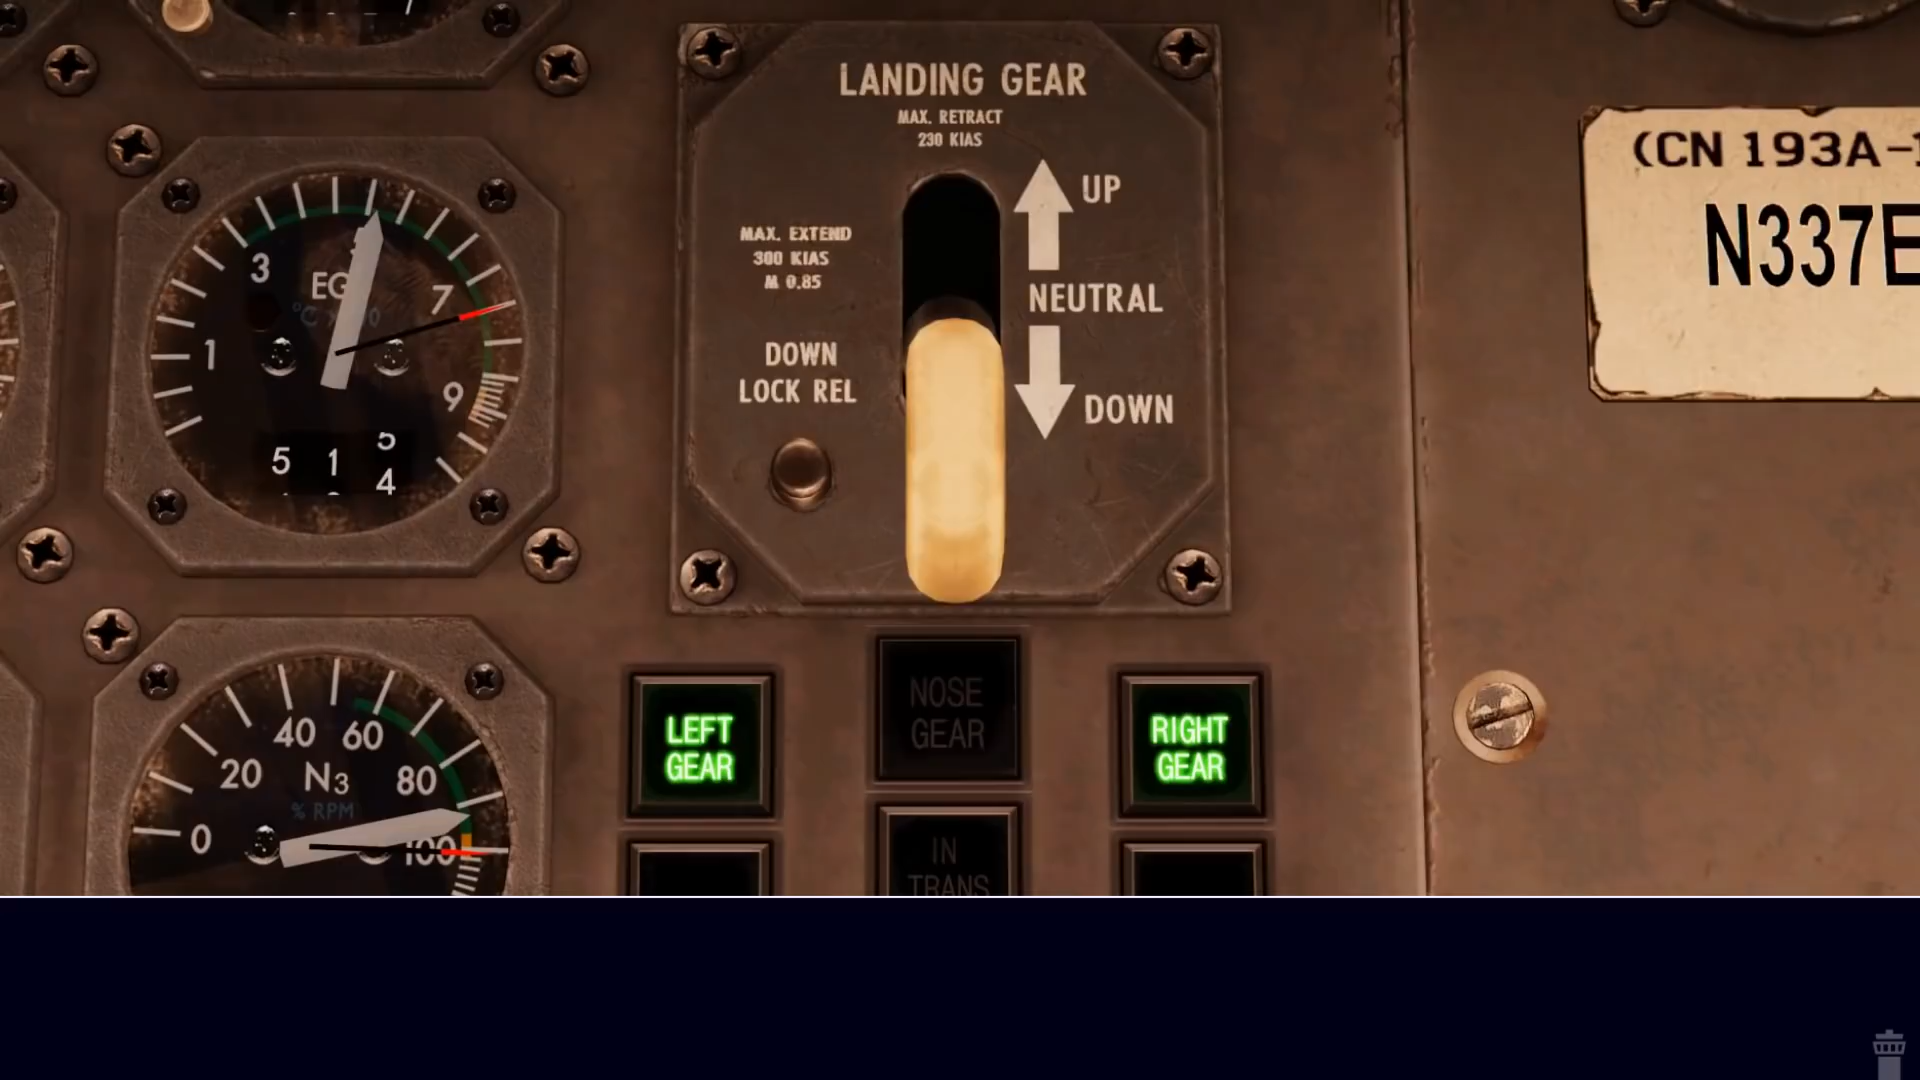 LANDING GEAR
MAX. RETRACT
230 KIAS
UP
MAX. EXTEND
300 KIAS
M 0.85
NEUTRAL
DOWN
LOCK REL
DOWN
3
7
1
9
5 1 5
4
40 60
20 N3 80
% RPM
0 100
LEFT
GEAR
NOSE
GEAR
RIGHT
GEAR
IN
TRANS
(CN 193A-1
N337E